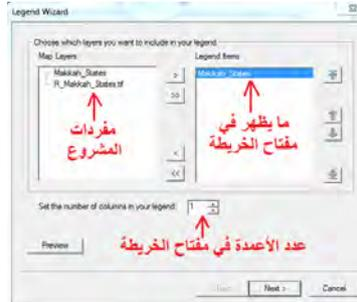 Legend Wizard
Choose which layers you want to include in your legend
Map Layers
Legend Items
Makkah_States
R_Makkah_States.tif
Makkah_States
>
>>
<
<<
مفردات
المشروع
ما يظهر في
مفتاح الخريطة
Set the number of columns in your legend:
1
Preview
عدد الأعمدة في مفتاح الخريطة
Next >
Cancel